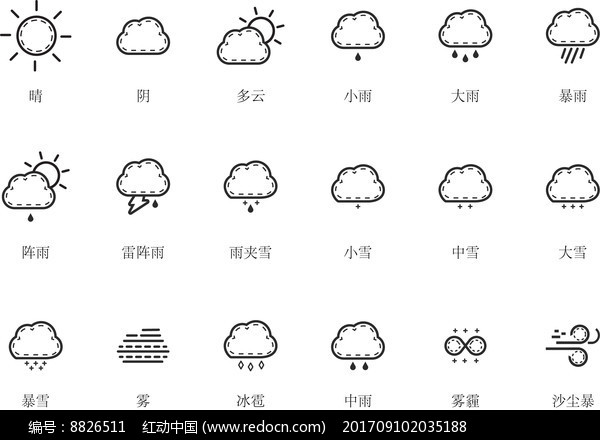 晴 阴 多云 小雨 大雨 暴雨
阵雨 雷阵雨 雨夹雪 小雪 中雪 大雪
暴雪 雾 冰雹 中雨 雾霾 沙尘暴
编号: 8826511 红动中国 (www.redocn.com) 201709102035188